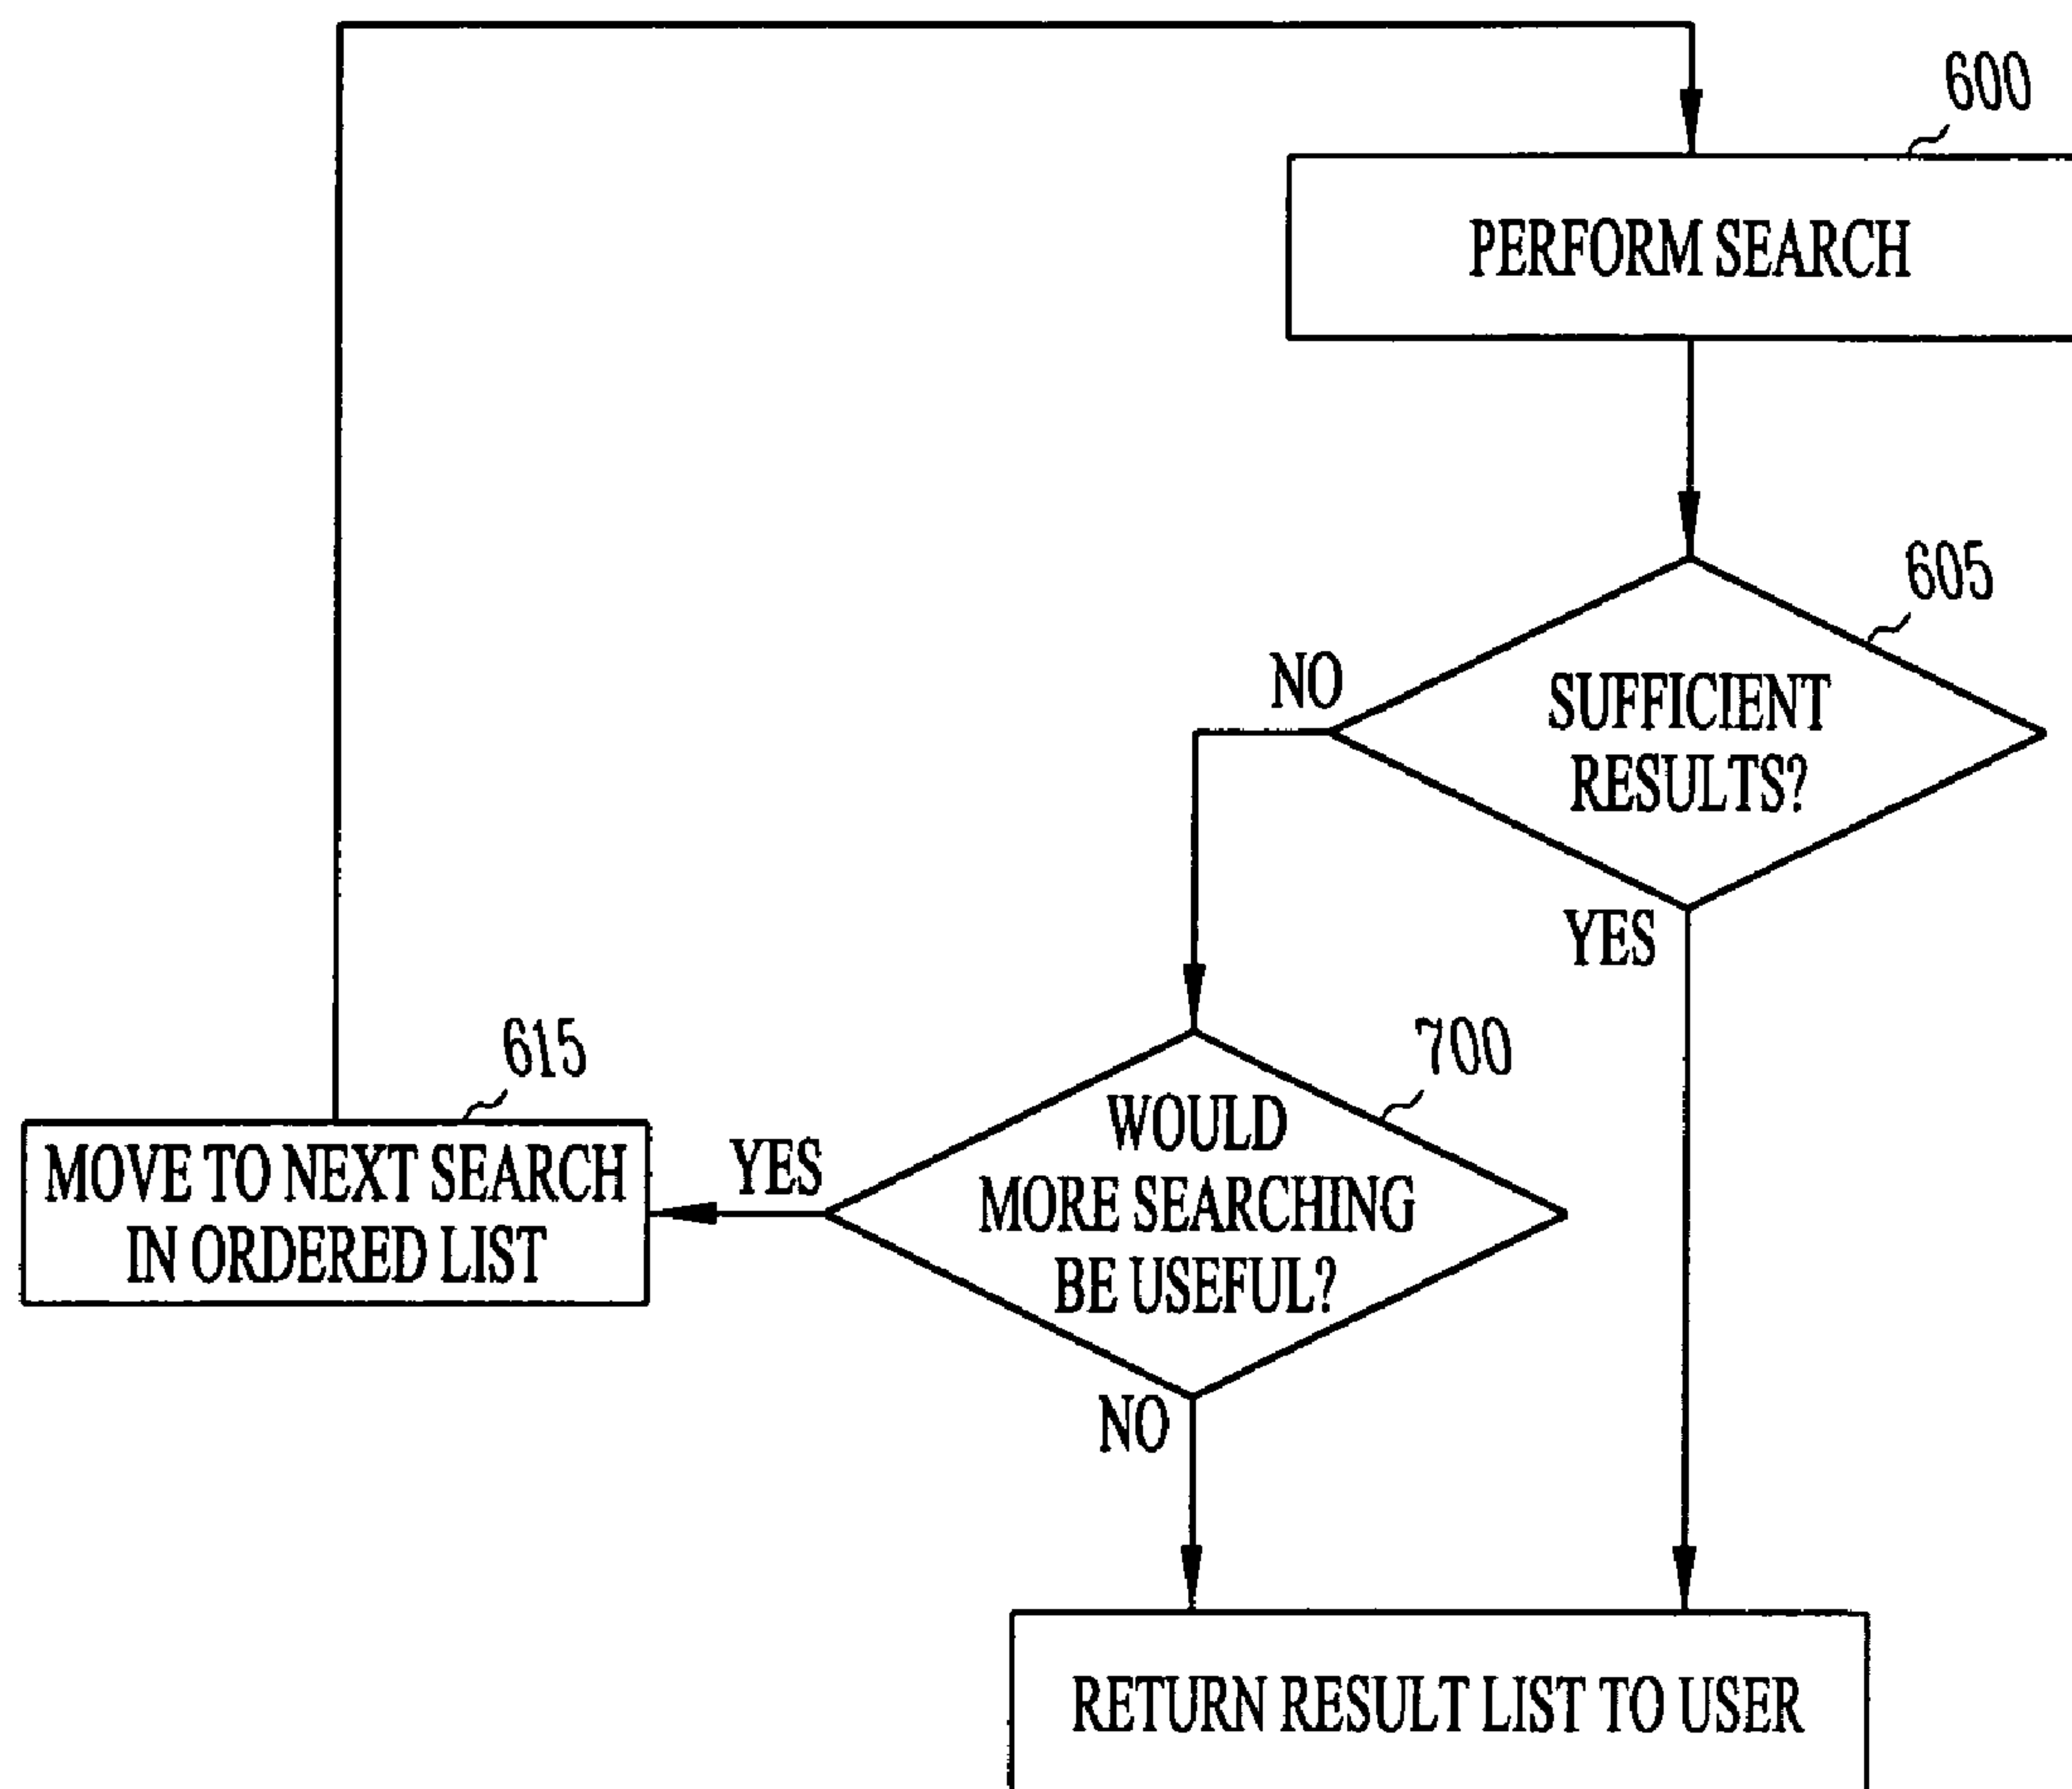 600
PERFORM SEARCH
605
NO
SUFFICIENT
RESULTS?
YES
615
700
MOVE TO NEXT SEARCH
IN ORDERED LIST
YES
WOULD
MORE SEARCHING
BE USEFUL?
NO
RETURN RESULT LIST TO USER